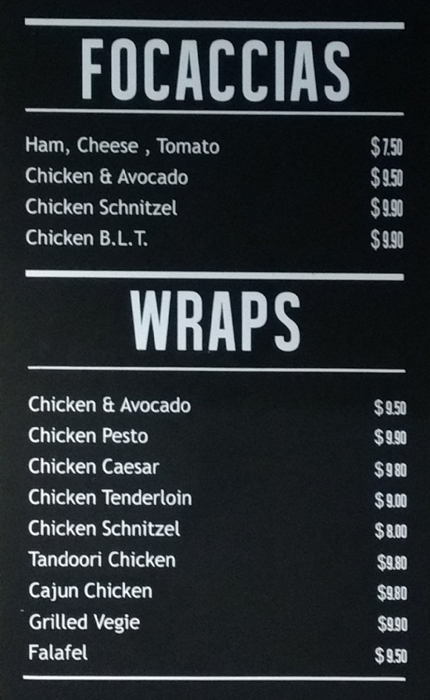 FOCACCIAS
Ham, Cheese , Tomato $7.50
Chicken & Avocado $9.50
Chicken Schnitzel $9.90
Chicken B.L.T. $9.90
WRAPS
Chicken & Avocado $9.50
Chicken Pesto $9.90
Chicken Caesar $9 80
Chicken Tenderloin $9.00
Chicken Schnitzel $8.00
Tandoori Chicken $9.80
Cajun Chicken $9.80
Grilled Vegie $9.90
Falafel $9.50